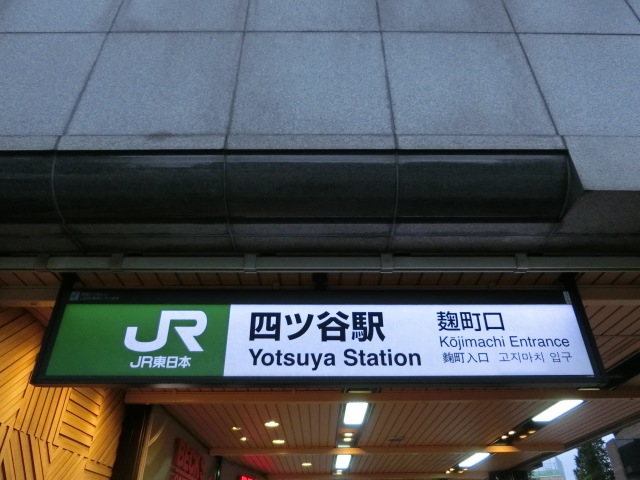 JR
JR東日本
四ツ谷駅
Yotsuya Station
麹町口
Kōjimachi Entrance
麹町入口 고지마치 입구